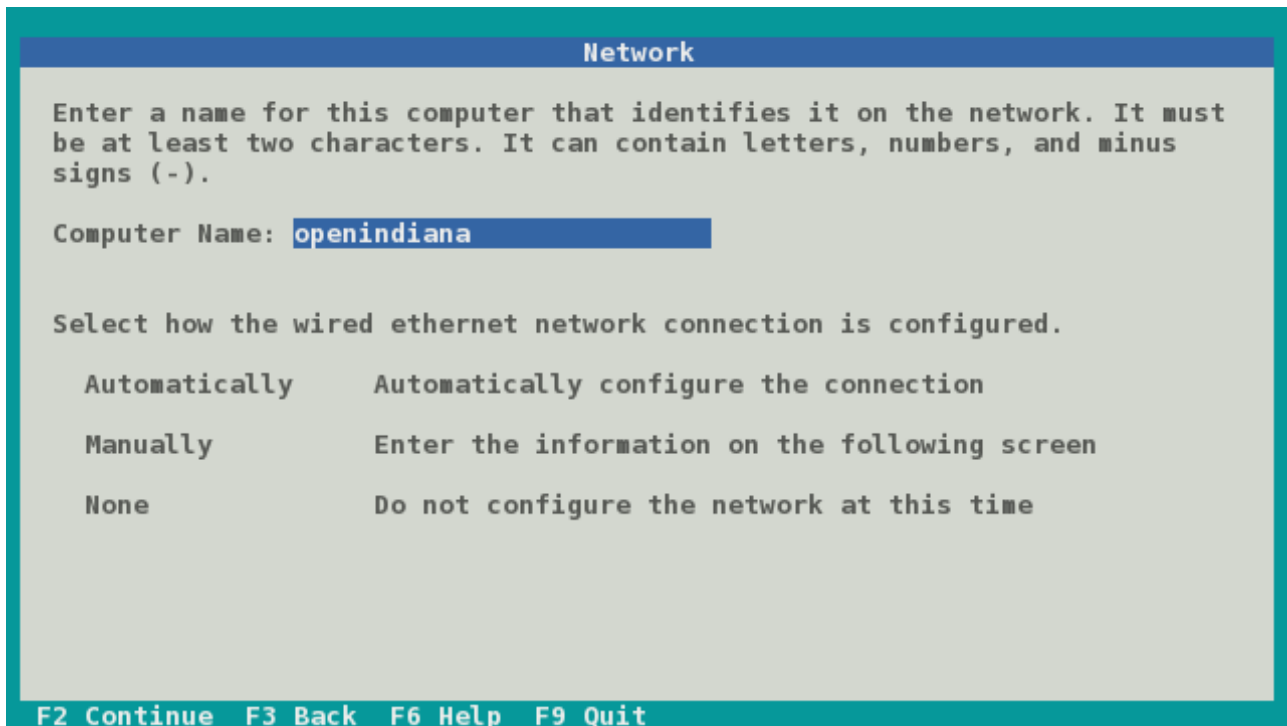 Network
Enter a name for this computer that identifies it on the network. It must
be at least two characters. It can contain letters, numbers, and minus
signs (-).
Computer Name: openindiana
Select how the wired ethernet network connection is configured.
Automatically Automatically configure the connection
Manually Enter the information on the following screen
None Do not configure the network at this time
F2 Continue F3 Back F6 Help F9 Quit